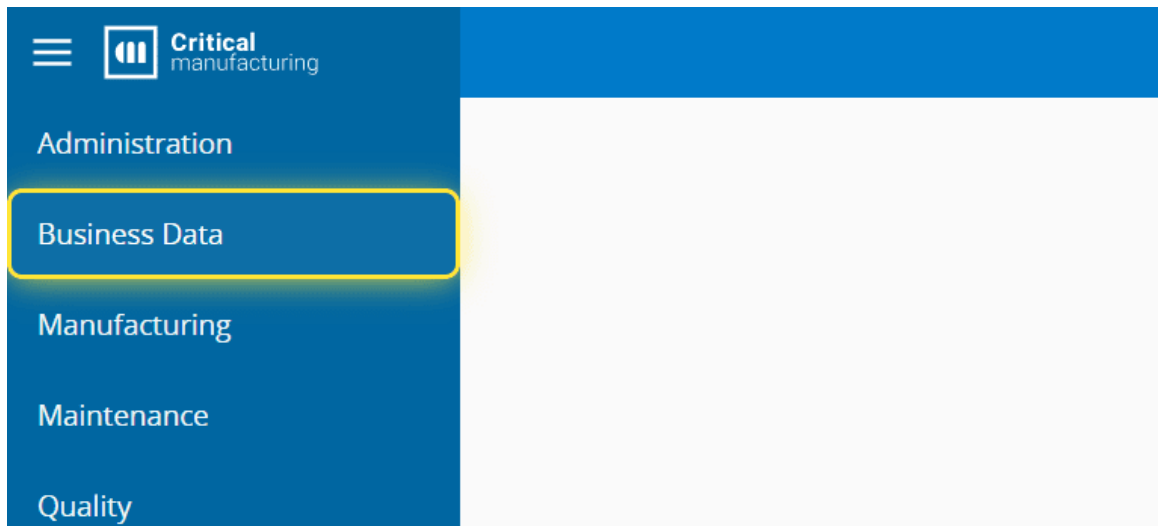 Critical
manufacturing
Administration
Business Data
Manufacturing
Maintenance
Quality